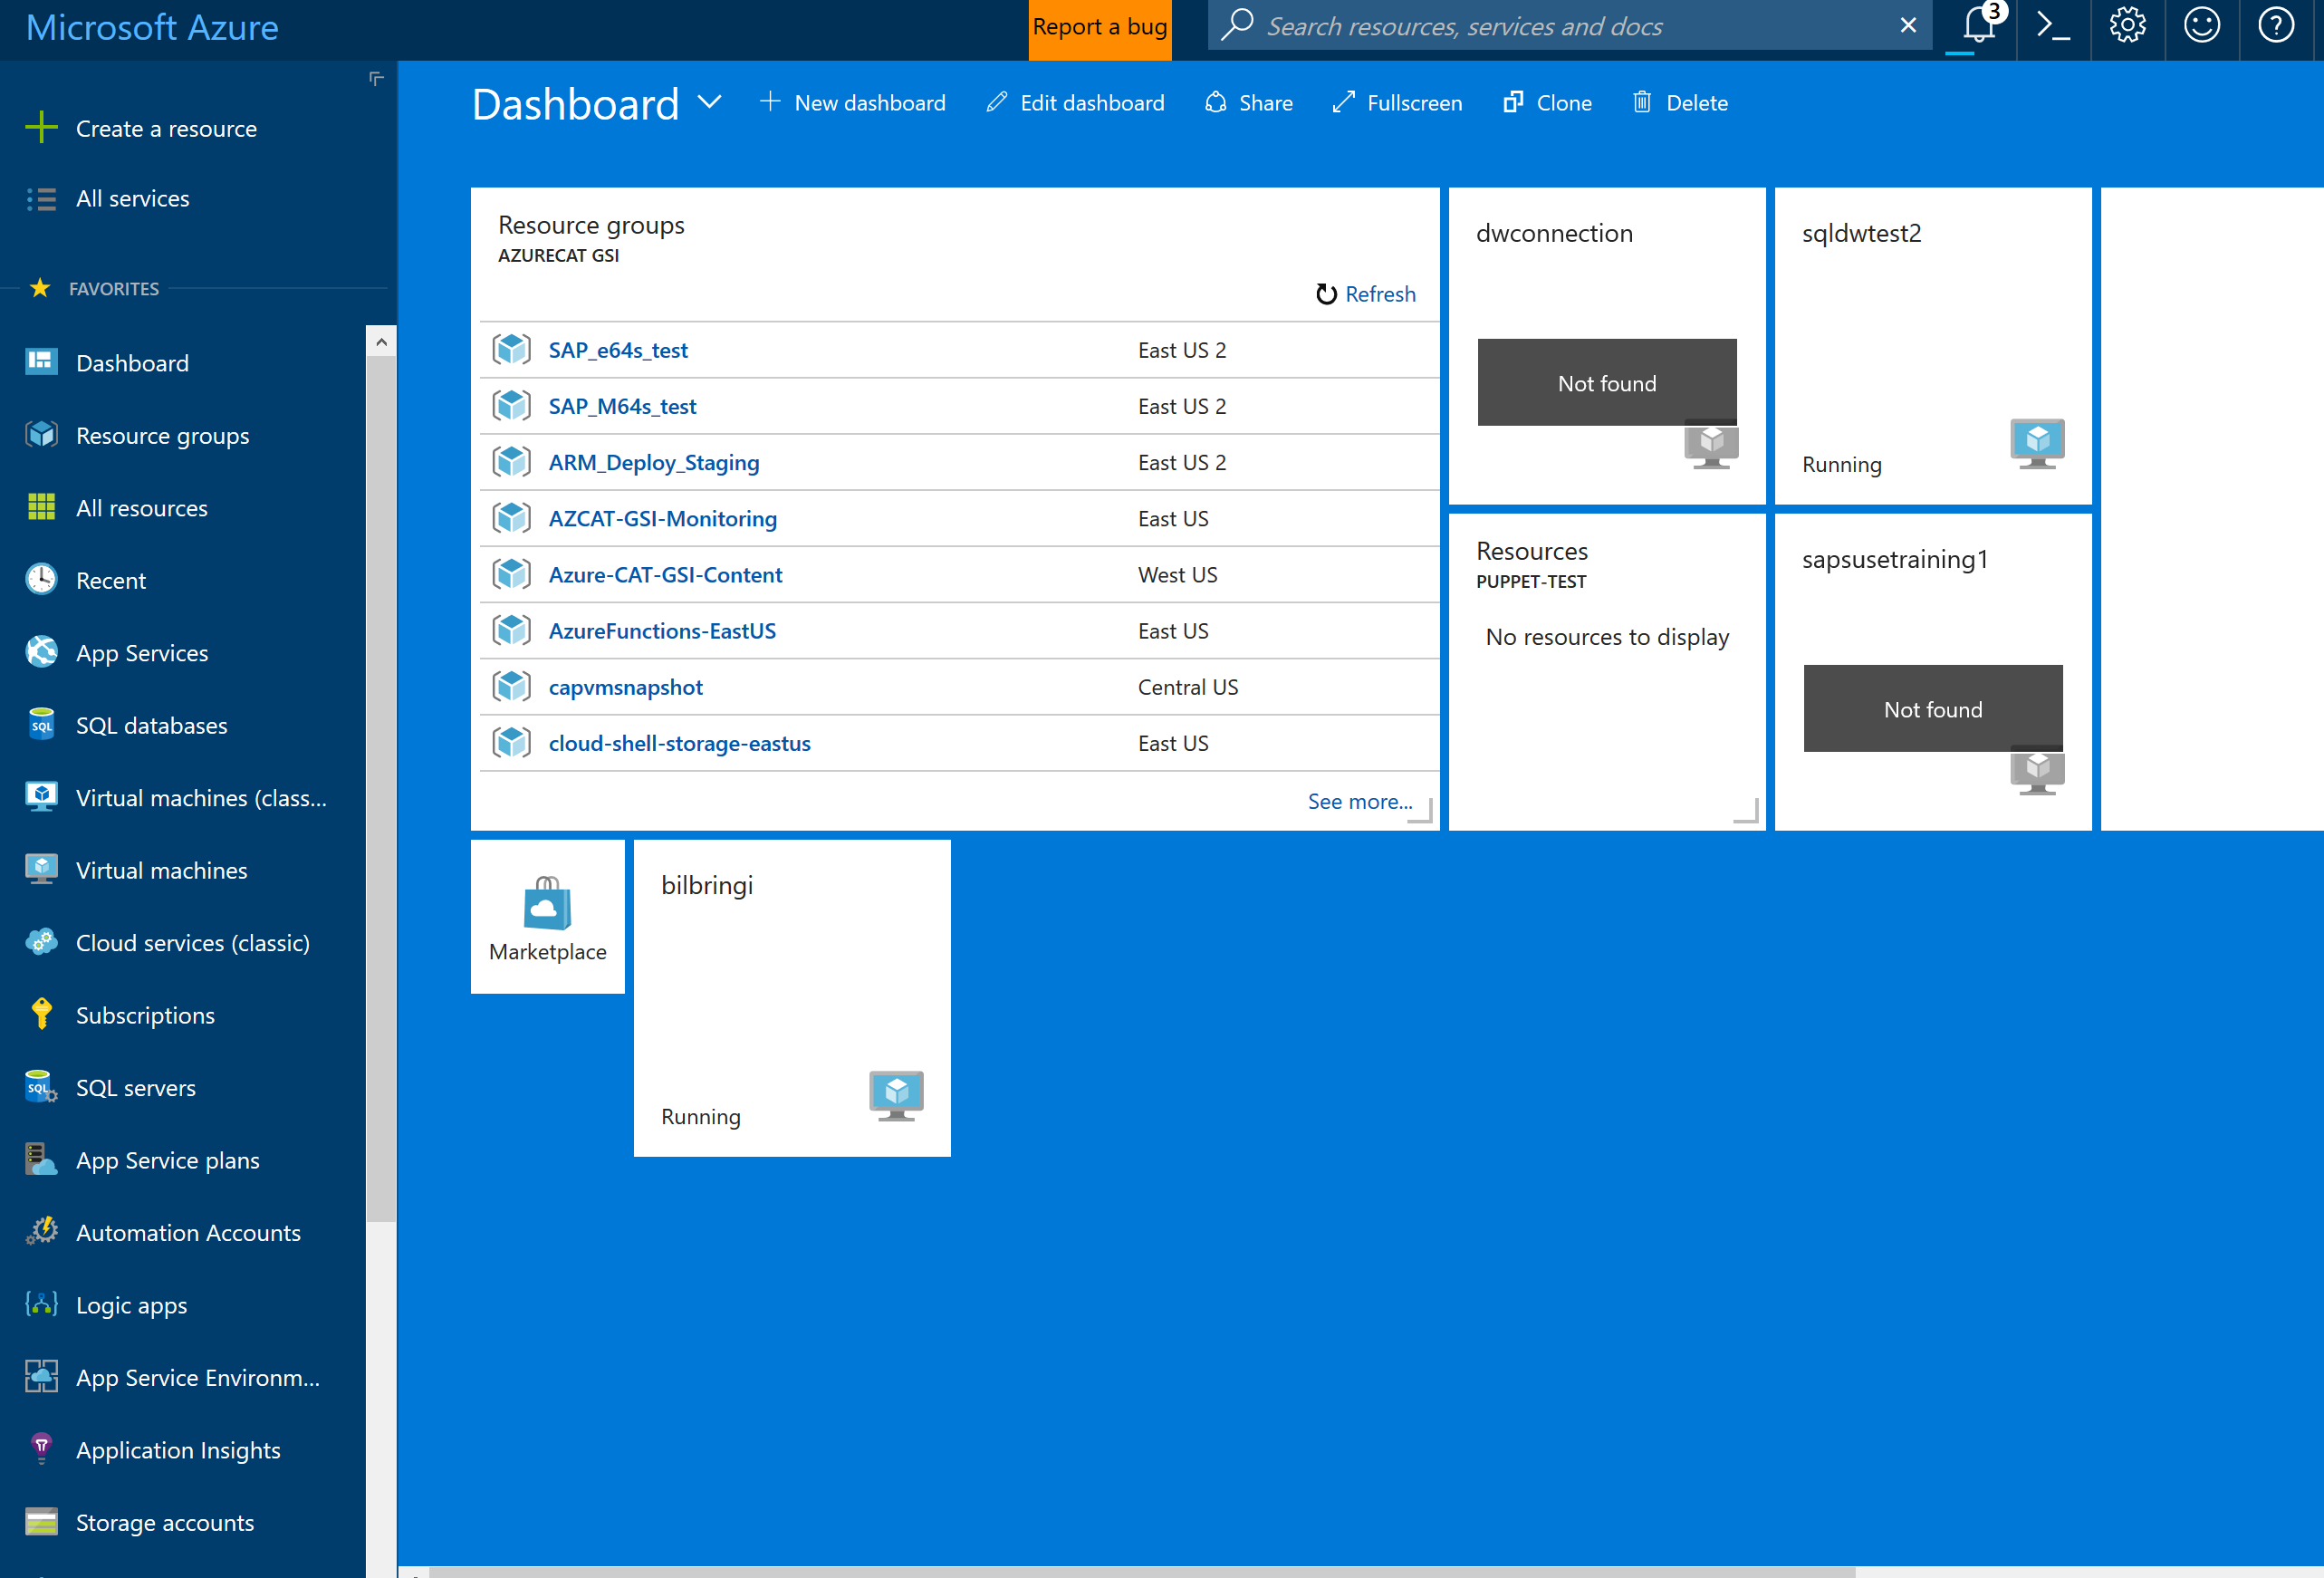 Microsoft Azure
Report a bug
Search resources, services and docs
3
Create a resource
All services
FAVORITES
Dashboard
Resource groups
All resources
Recent
App Services
SQL databases
Virtual machines (class...
Virtual machines
Cloud services (classic)
Subscriptions
SQL servers
App Service plans
Automation Accounts
Logic apps
App Service Environm...
Application Insights
Storage accounts
Dashboard
New dashboard
Edit dashboard
Share
Fullscreen
Clone
Delete
Resource groups
AZURECAT GSI
Refresh
SAP_e64s_test East US 2
SAP_M64s_test East US 2
ARM_Deploy_Staging East US 2
AZCAT-GSI-Monitoring East US
Azure-CAT-GSI-Content West US
AzureFunctions-EastUS East US
capvmsnapshot Central US
cloud-shell-storage-eastus East US
See more...
dwconnection
Not found
sqldwtest2
Running
Resources
PUPPET-TEST
No resources to display
sapsusetraining1
Not found
Marketplace
bilbringi
Running